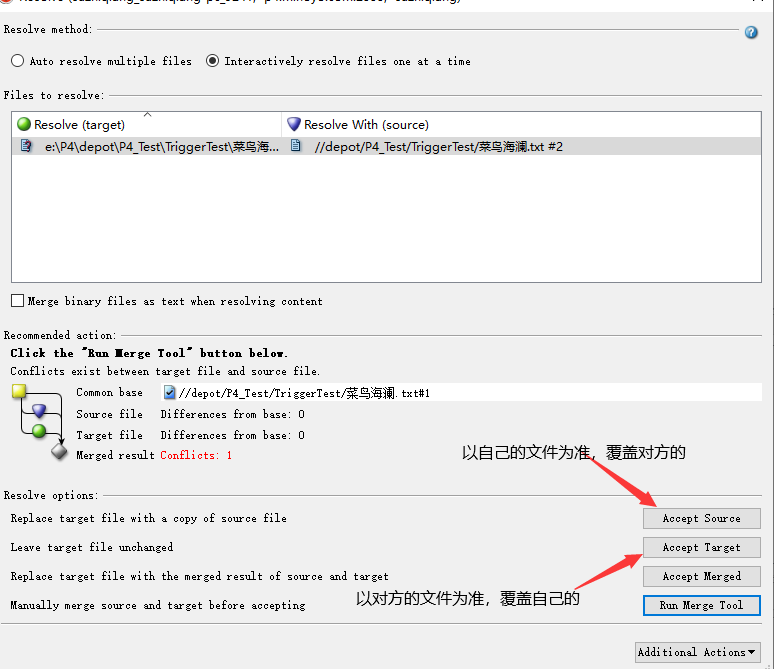 Resolve method:
Auto resolve multiple files
Interactively resolve files one at a time
Files to resolve:
Resolve (target)
Resolve With (source)
e:\P4\depot\P4_Test\TriggerTest\菜鸟海...
//depot/P4_Test/TriggerTest/菜鸟海澜.txt #2
Merge binary files as text when resolving content
Recommended action:
Click the "Run Merge Tool" button below.
Conflicts exist between target file and source file.
Common base
//depot/P4_Test/TriggerTest/菜鸟海澜.txt#1
Source file
Differences from base: 0
Target file
Differences from base: 0
Merged result
Conflicts: 1
以自己的文件为准，覆盖对方的
Resolve options:
Replace target file with a copy of source file
Accept Source
Leave target file unchanged
Accept Target
Replace target file with the merged result of source and target
Accept Merged
以对方的文件为准，覆盖自己的
Manually merge source and target before accepting
Run Merge Tool
Additional Actions